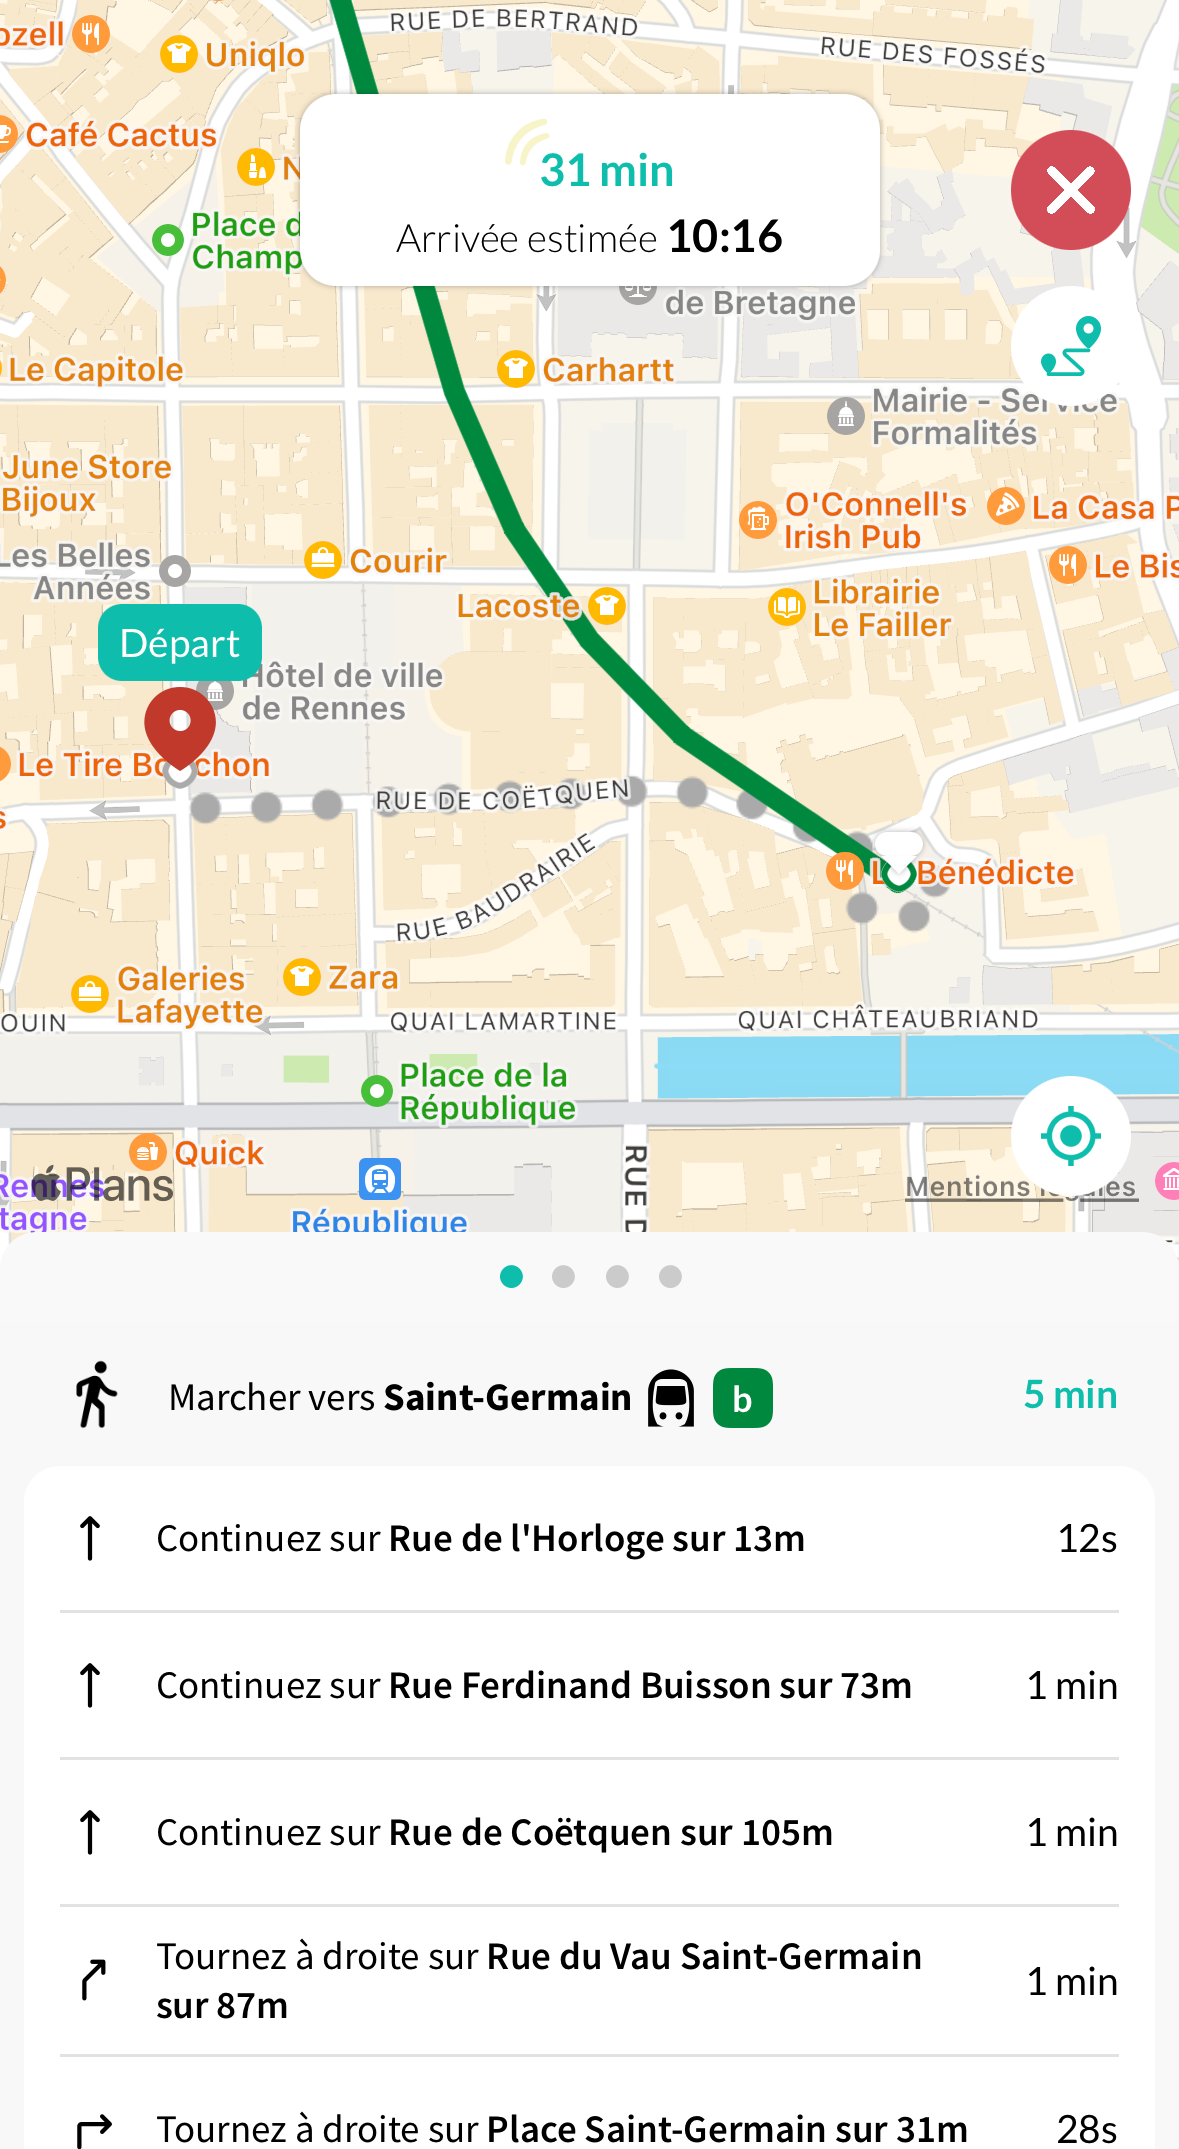 RUE DE BERTRAND
RUE DES FOSSÉS
ozell
Uniqlo
Café Cactus
N
31 min
Arrivée estimée 10:16
Place d
Champ
de Bretagne
Le Capitole
Carhartt
Mairie - Service
Formalités
June Store
Bijoux
O'Connell's
Irish Pub
La Casa P
Les Belles
Années
Courir
Le Bis
Lacoste
Librairie
Le Failler
Départ
Hôtel de ville
de Rennes
Le Tire Bouchon
s
RUE DE COËTQUEN
RUE BAUDRAIRIE
Bénédicte
Galeries
Lafayette
Zara
OUIN
QUAI LAMARTINE
QUAI CHÂTEAUBRIAND
Place de la
République
Quick
RUE D
Rennes
tagne
Plans
République
Mentions légales
Marcher vers Saint-Germain b 5 min
Continuez sur Rue de l'Horloge sur 13m 12s
Continuez sur Rue Ferdinand Buisson sur 73m 1 min
Continuez sur Rue de Coëtquen sur 105m 1 min
Tournez à droite sur Rue du Vau Saint-Germain
sur 87m 1 min
Tournez à droite sur Place Saint-Germain sur 31m 28s